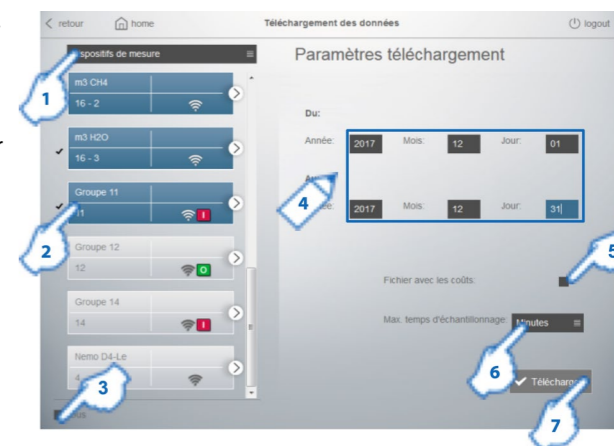 retour home Téléchargement des données logout
spositifs de mesure
Paramètres téléchargement
m3 CH4
16 - 2
1
m3 H2O
16 - 3
r
Groupe 11
11
2
Groupe 12
12 O
Groupe 14
14 I
Nemo D4-Le
4
3
Du:
Année: 2017 Mois: 12 Jour: 01
4
2017 Mois: 12 Jour: 31
Fichier avec les coûts:
5
Max. temps d'échantillonnage: Minutes
6
Télécharger
7